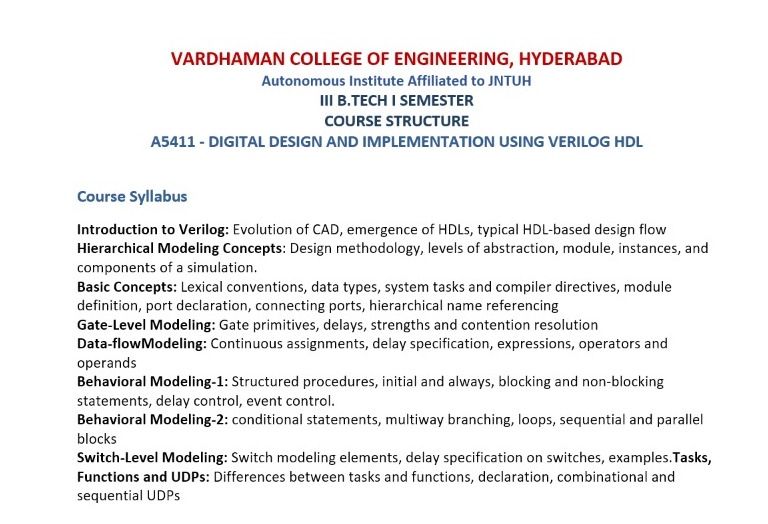 VARDHAMAN COLLEGE OF ENGINEERING, HYDERABAD
Autonomous Institute Affiliated to JNTUH
III B.TECH I SEMESTER
COURSE STRUCTURE
A5411 - DIGITAL DESIGN AND IMPLEMENTATION USING VERILOG HDL
Course Syllabus
Introduction to Verilog: Evolution of CAD, emergence of HDLs, typical HDL-based design flow
Hierarchical Modeling Concepts: Design methodology, levels of abstraction, module, instances, and
components of a simulation.
Basic Concepts: Lexical conventions, data types, system tasks and compiler directives, module
definition, port declaration, connecting ports, hierarchical name referencing
Gate-Level Modeling: Gate primitives, delays, strengths and contention resolution
Data-flowModeling: Continuous assignments, delay specification, expressions, operators and
operands
Behavioral Modeling-1: Structured procedures, initial and always, blocking and non-blocking
statements, delay control, event control.
Behavioral Modeling-2: conditional statements, multiway branching, loops, sequential and parallel
blocks
Switch-Level Modeling: Switch modeling elements, delay specification on switches, examples.Tasks,
Functions and UDPs: Differences between tasks and functions, declaration, combinational and
sequential UDPs